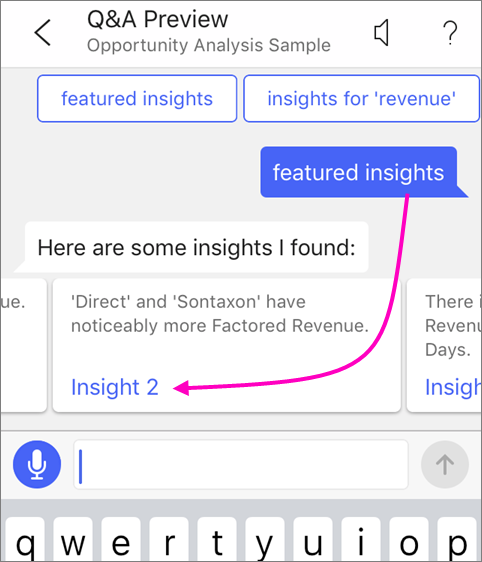 Q&A Preview
Opportunity Analysis Sample
?
featured insights
insights for 'revenue'
featured insights
Here are some insights I found:
ue.
'Direct' and 'Sontaxon' have
noticeably more Factored Revenue.
Insight 2
There i
Revenu
Days.
Insigh
q w e r t y u i o p